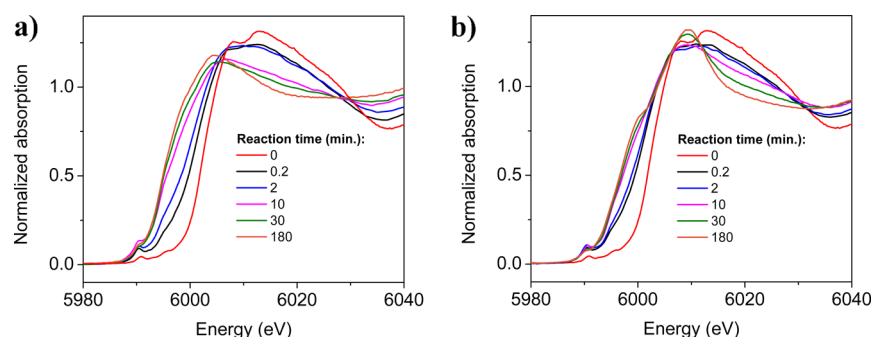 a)
Normalized absorption
1.0
0.5
0.0
Reaction time (min.):
0
0.2
2
10
30
180
5980 6000 6020 6040
Energy (eV)
b)
Normalized absorption
1.0
0.5
0.0
Reaction time (min.):
0
0.2
2
10
30
180
5980 6000 6020 6040
Energy (eV)